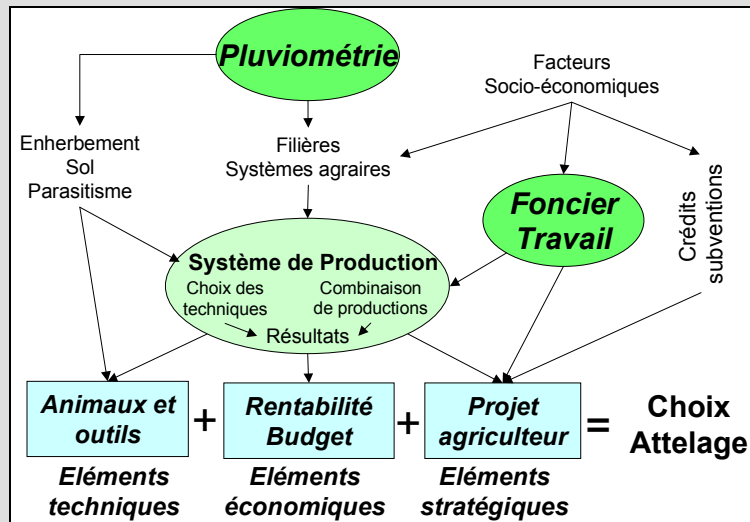 Pluviométrie
Facteurs
Socio-économiques
Enherbement
Sol
Parasitisme
Filières
Systèmes agraires
Foncier
Travail
Crédits
subventions
Système de Production
Choix des
techniques
Combinaison
de productions
Résultats
Animaux et
outils
+
Rentabilité
Budget
+
Projet
agriculteur
=
Choix
Attelage
Eléments
techniques
Eléments
économiques
Eléments
stratégiques